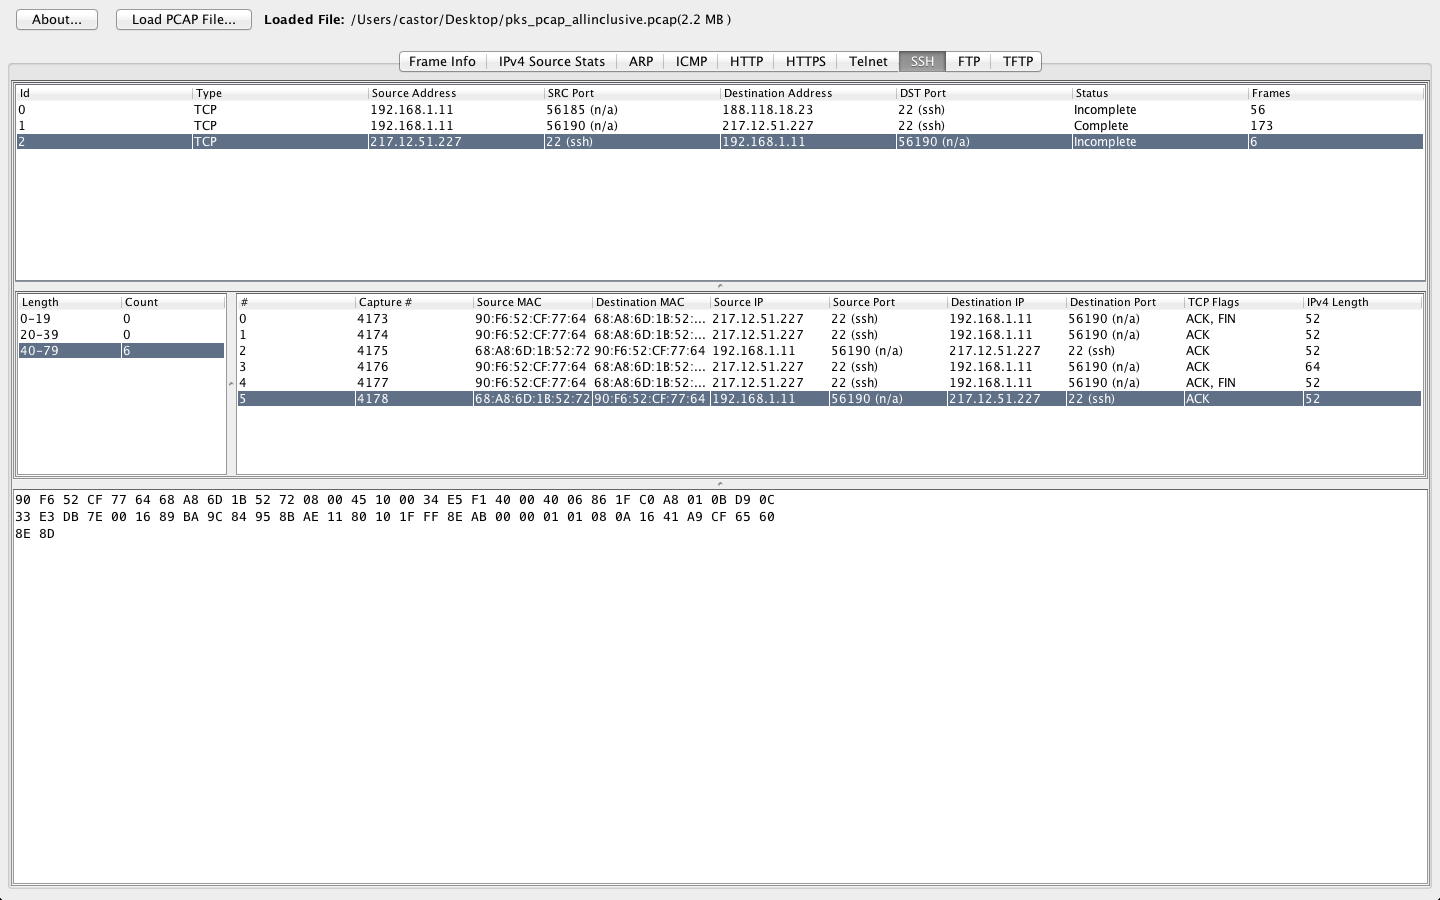 About... Load PCAP File... Loaded File: /Users/castor/Desktop/pks_pcap_allinclusive.pcap(2.2 MB )
Frame Info IPv4 Source Stats ARP ICMP HTTP HTTPS Telnet SSH FTP TFTP
Id Type Source Address SRC Port Destination Address DST Port Status Frames
0 TCP 192.168.1.11 56185 (n/a) 188.118.18.23 22 (ssh) Incomplete 56
1 TCP 192.168.1.11 56190 (n/a) 217.12.51.227 22 (ssh) Complete 173
2 TCP 217.12.51.227 22 (ssh) 192.168.1.11 56190 (n/a) Incomplete 6
Length Count
0-19 0
20-39 0
40-79 6
# Capture # Source MAC Destination MAC Source IP Source Port Destination IP Destination Port TCP Flags IPv4 Length
0 4173 90:F6:52:CF:77:64 68:A8:6D:1B:52:... 217.12.51.227 22 (ssh) 192.168.1.11 56190 (n/a) ACK, FIN 52
1 4174 90:F6:52:CF:77:64 68:A8:6D:1B:52:... 217.12.51.227 22 (ssh) 192.168.1.11 56190 (n/a) ACK 52
2 4175 68:A8:6D:1B:52:72 90:F6:52:CF:77:64 192.168.1.11 56190 (n/a) 217.12.51.227 22 (ssh) ACK 52
3 4176 90:F6:52:CF:77:64 68:A8:6D:1B:52:... 217.12.51.227 22 (ssh) 192.168.1.11 56190 (n/a) ACK 64
4 4177 90:F6:52:CF:77:64 68:A8:6D:1B:52:... 217.12.51.227 22 (ssh) 192.168.1.11 56190 (n/a) ACK, FIN 52
5 4178 68:A8:6D:1B:52:72 90:F6:52:CF:77:64 192.168.1.11 56190 (n/a) 217.12.51.227 22 (ssh) ACK 52
90 F6 52 CF 77 64 68 A8 6D 1B 52 72 08 00 45 10 00 34 E5 F1 40 00 40 06 86 1F C0 A8 01 0B D9 0C
33 E3 DB 7E 00 16 89 BA 9C 84 95 8B AE 11 80 10 1F FF 8E AB 00 00 01 01 08 0A 16 41 A9 CF 65 60
8E 8D